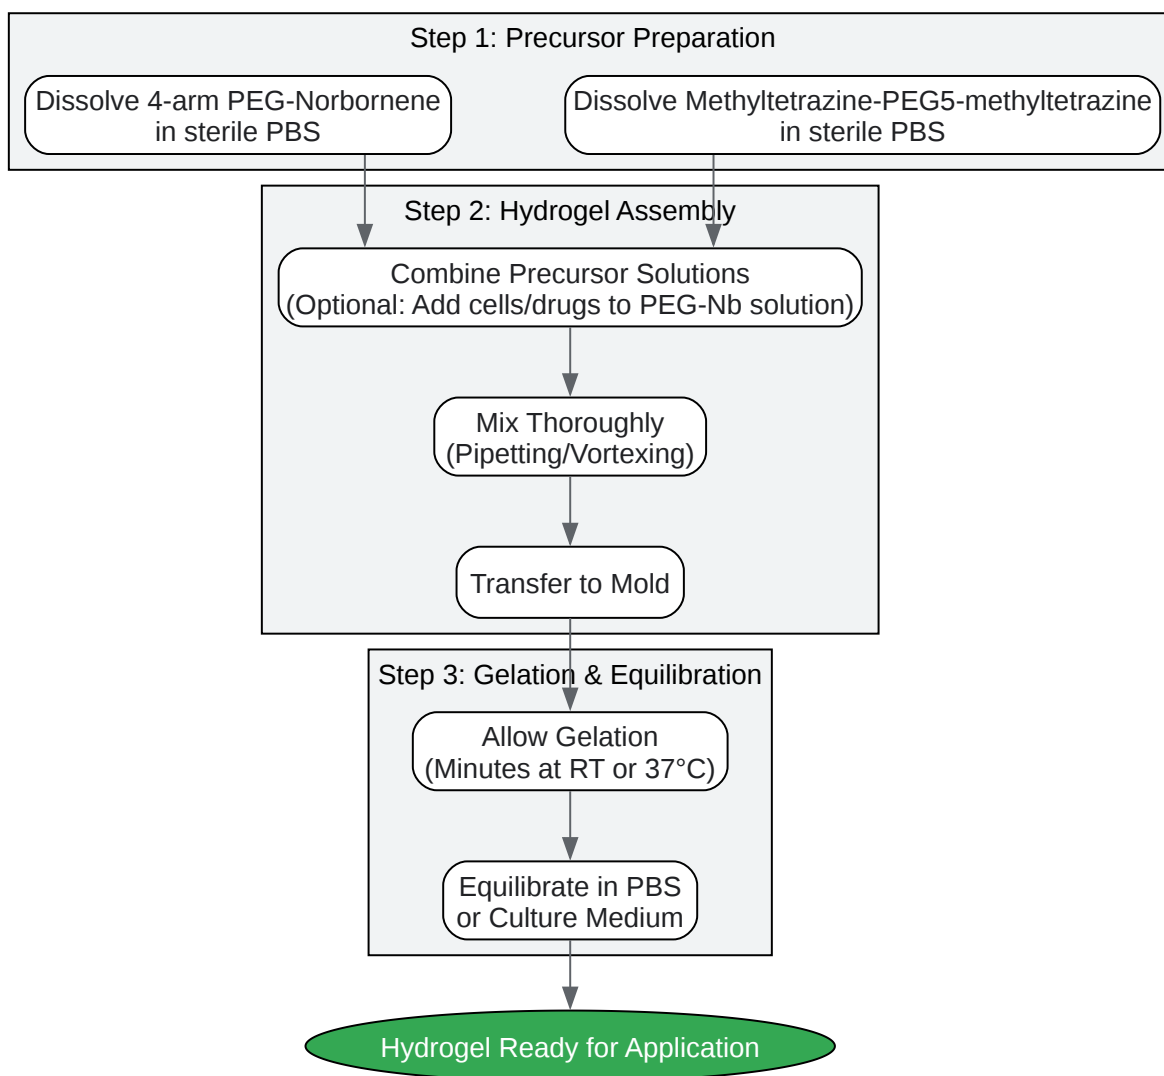 Step 1: Precursor Preparation
Dissolve 4-arm PEG-Norbornene
in sterile PBS
Dissolve Methyltetrazine-PEG5-methyltetrazine
in sterile PBS
Step 2: Hydrogel Assembly
Combine Precursor Solutions
(Optional: Add cells/drugs to PEG-Nb solution)
Mix Thoroughly
(Pipetting/Vortexing)
Transfer to Mold
Step 3: Gelation & Equilibration
Allow Gelation
(Minutes at RT or 37°C)
Equilibrate in PBS
or Culture Medium
Hydrogel Ready for Application